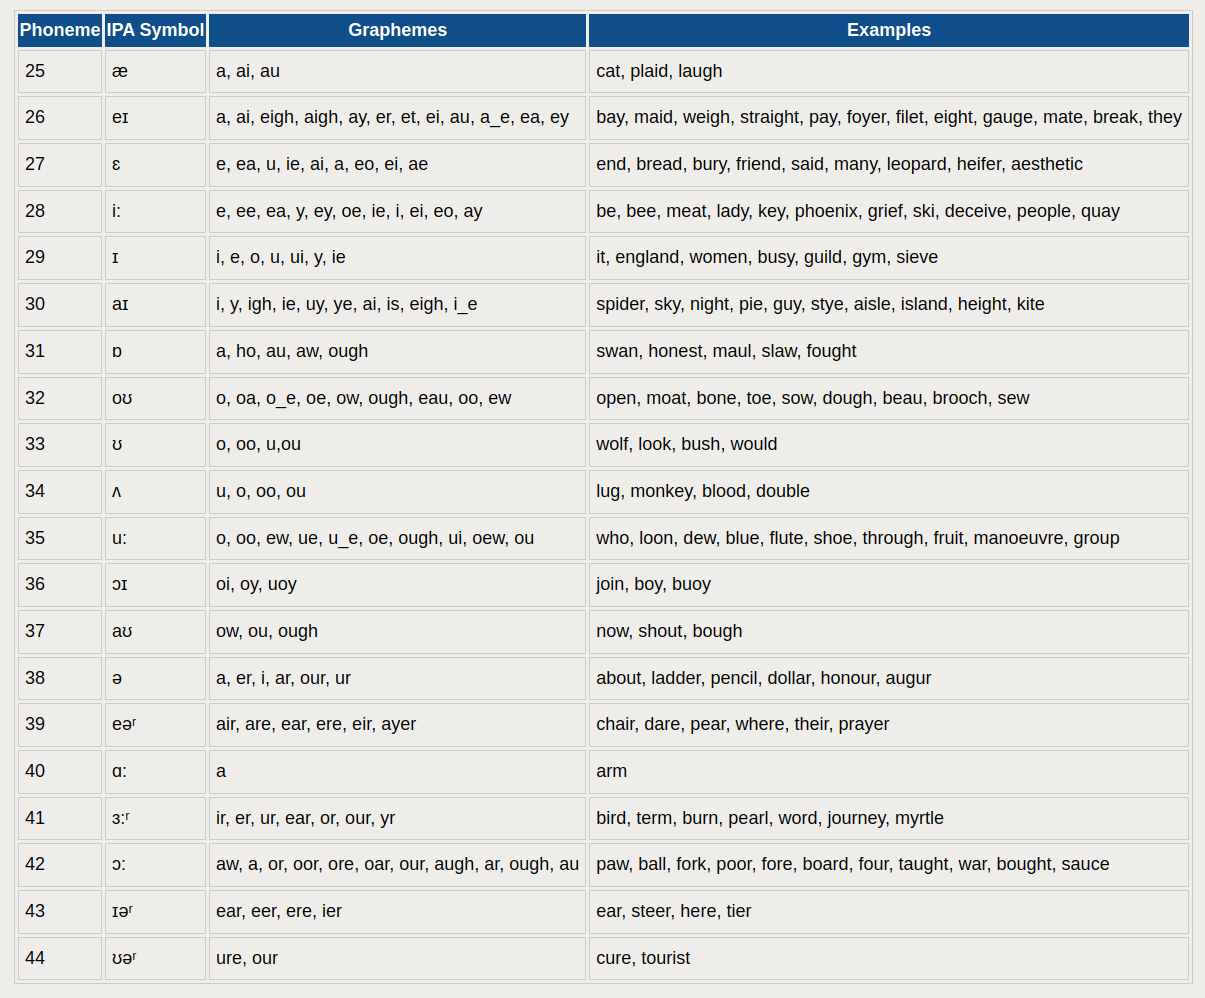 Phoneme IPA Symbol Graphemes Examples
25 æ a, ai, au cat, plaid, laugh
26 eɪ a, ai, eigh, aigh, ay, er, et, ei, au, a_e, ea, ey bay, maid, weigh, straight, pay, foyer, filet, eight, gauge, mate, break, they
27 ɛ e, ea, u, ie, ai, a, eo, ei, ae end, bread, bury, friend, said, many, leopard, heifer, aesthetic
28 i: e, ee, ea, y, ey, oe, ie, i, ei, eo, ay be, bee, meat, lady, key, phoenix, grief, ski, deceive, people, quay
29 ɪ i, e, o, u, ui, y, ie it, england, women, busy, guild, gym, sieve
30 aɪ i, y, igh, ie, uy, ye, ai, is, eigh, i_e spider, sky, night, pie, guy, stye, aisle, island, height, kite
31 ɒ a, ho, au, aw, ough swan, honest, maul, slaw, fought
32 oʊ o, oa, o_e, oe, ow, ough, eau, oo, ew open, moat, bone, toe, sow, dough, beau, brooch, sew
33 ʊ o, oo, u,ou wolf, look, bush, would
34 ʌ u, o, oo, ou lug, monkey, blood, double
35 u: o, oo, ew, ue, u_e, oe, ough, ui, oew, ou who, loon, dew, blue, flute, shoe, through, fruit, manoeuvre, group
36 ɔɪ oi, oy, uoy join, boy, buoy
37 aʊ ow, ou, ough now, shout, bough
38 ə a, er, i, ar, our, ur about, ladder, pencil, dollar, honour, augur
39 eəʳ air, are, ear, ere, eir, ayer chair, dare, pear, where, their, prayer
40 ɑ: a arm
41 ɜ:ʳ ir, er, ur, ear, or, our, yr bird, term, burn, pearl, word, journey, myrtle
42 ɔ: aw, a, or, oor, ore, oar, our, augh, ar, ough, au paw, ball, fork, poor, fore, board, four, taught, war, bought, sauce
43 ɪəʳ ear, eer, ere, ier ear, steer, here, tier
44 ʊəʳ ure, our cure, tourist